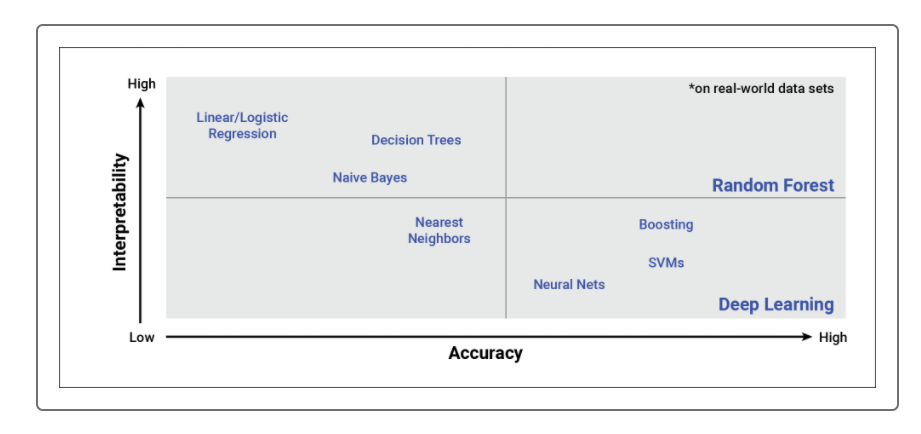 High
*on real-world data sets
Linear/Logistic
Regression
Decision Trees
Naive Bayes
Random Forest
Interpretability
Nearest
Neighbors
Boosting
SVMs
Neural Nets
Deep Learning
Low
High
Accuracy